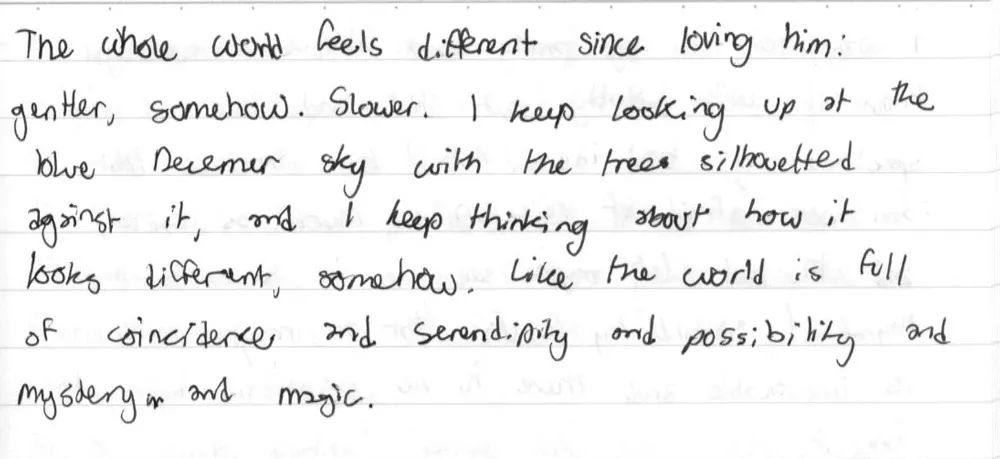 The whole world feels different since loving him:
gentler, somehow. Slower. I keep looking up at the
blue Decemer sky with the trees silhouetted
against it, and I keep thinking about how it
looks different, somehow. Like the world is full
of coincidence and serendipity and possibility and
mystery and magic.